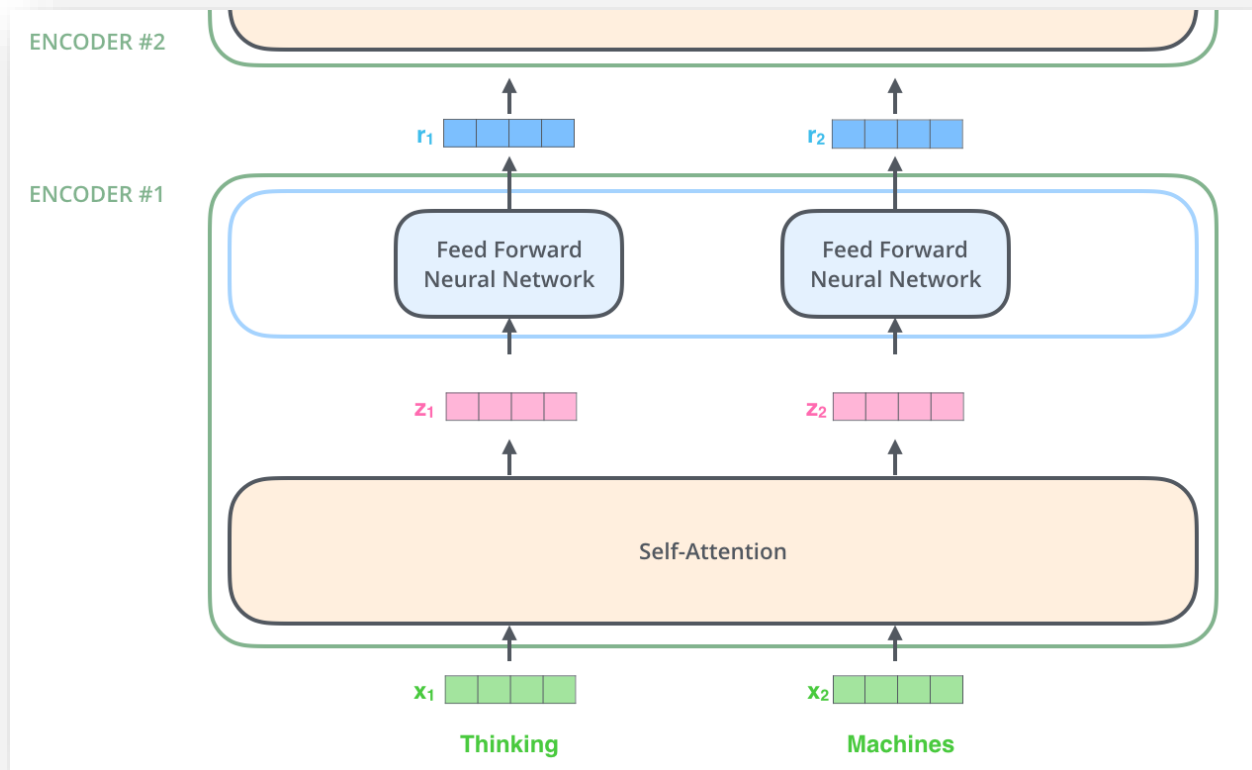 ENCODER #2
r₁
r₂
ENCODER #1
Feed Forward
Neural Network
Feed Forward
Neural Network
z₁
z₂
Self-Attention
x₁
x₂
Thinking
Machines